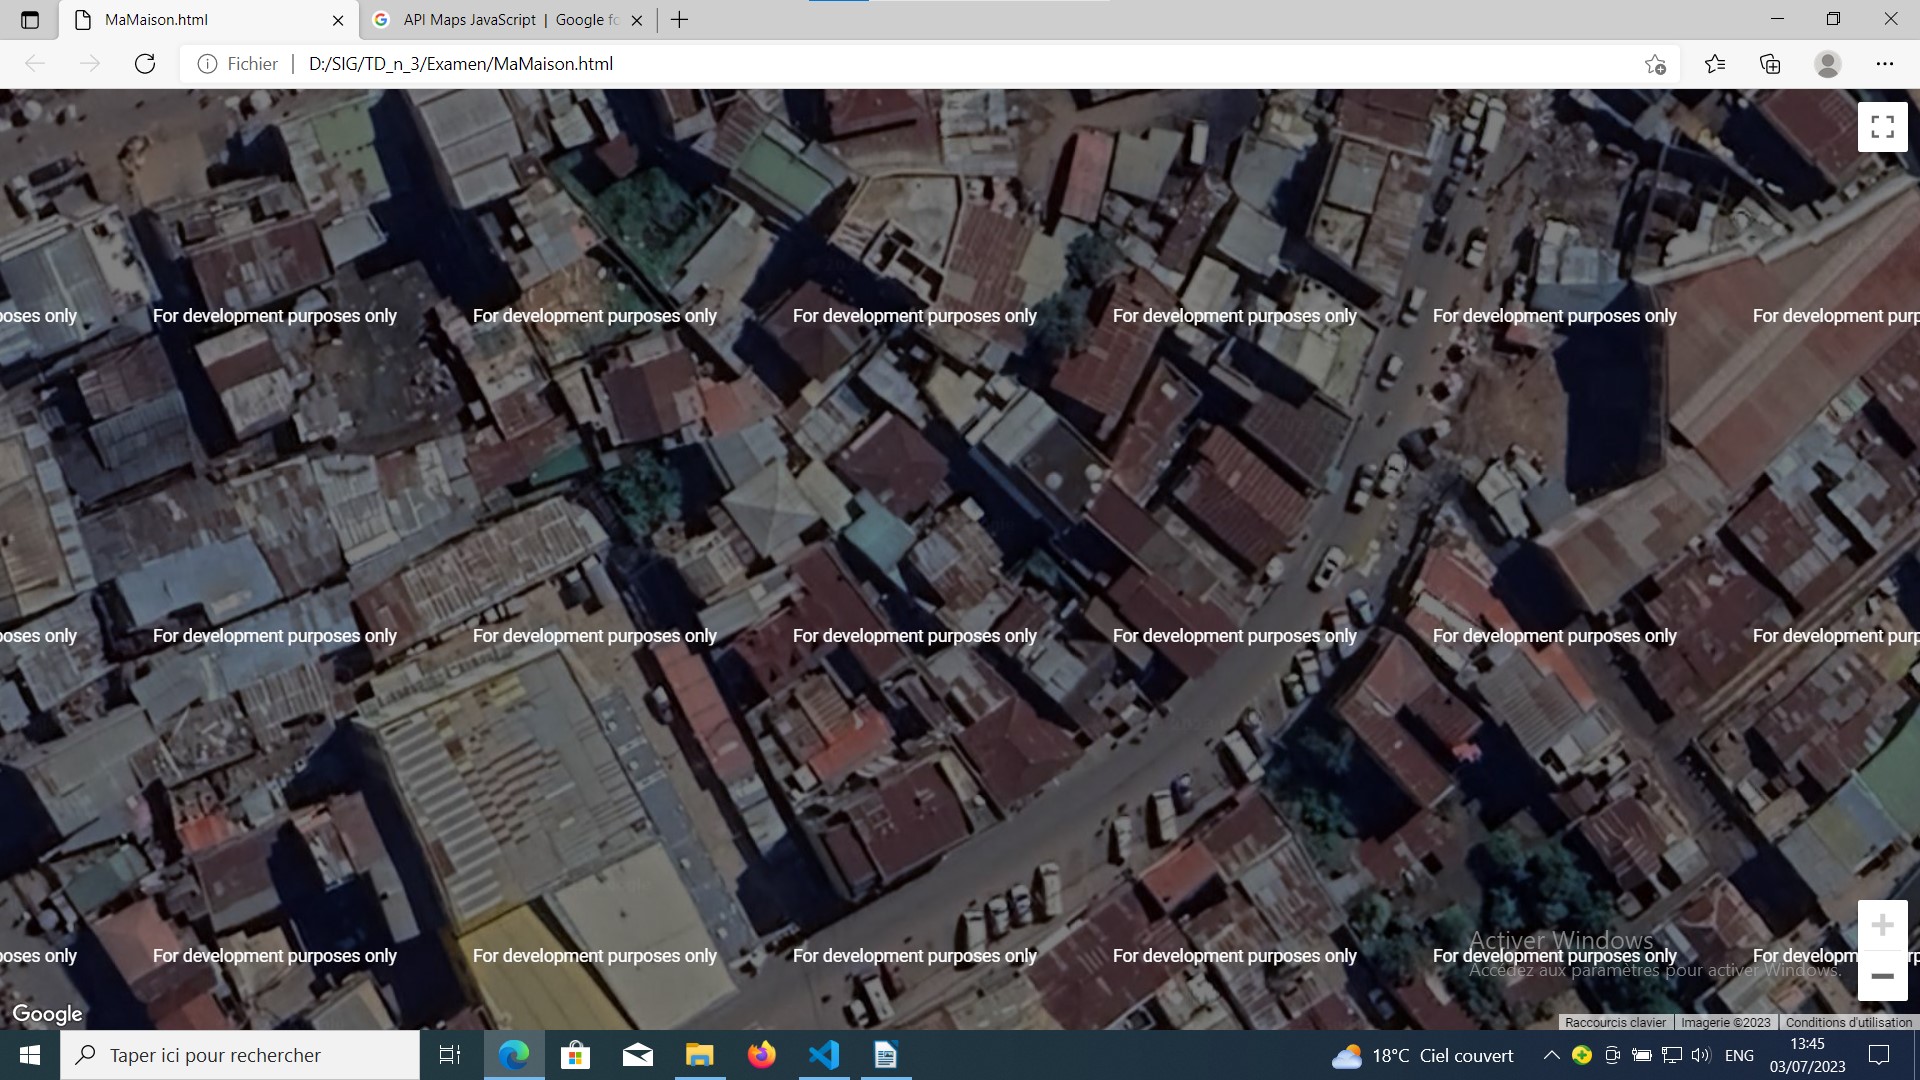 MaMaison.html
API Maps JavaScript | Google fo
Fichier
D:/SIG/TD_n_3/Examen/MaMaison.html
poses only
For development purposes only
For development purposes only
For development purposes only
For development purposes only
For development purposes only
For development purp
poses only
For development purposes only
For development purposes only
For development purposes only
For development purposes only
For development purposes only
For development purp
poses only
For development purposes only
For development purposes only
For development purposes only
For development purposes only
For development purposes only
For developm
Activer Windows
Accédez aux paramètres pour activer Windows.
Google
Raccourcis clavier
Imagerie ©2023
Conditions d'utilisation
Taper ici pour rechercher
18°C Ciel couvert
ENG
13:45
03/07/2023